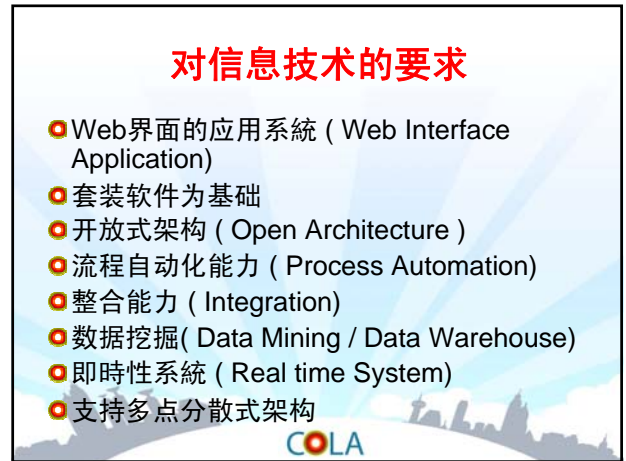 对信息技术的要求
Web界面的应用系統 ( Web Interface
Application)
套装软件为基础
开放式架构 ( Open Architecture )
流程自动化能力 ( Process Automation)
整合能力 ( Integration)
数据挖掘( Data Mining / Data Warehouse)
即時性系統 ( Real time System)
支持多点分散式架构
COLA